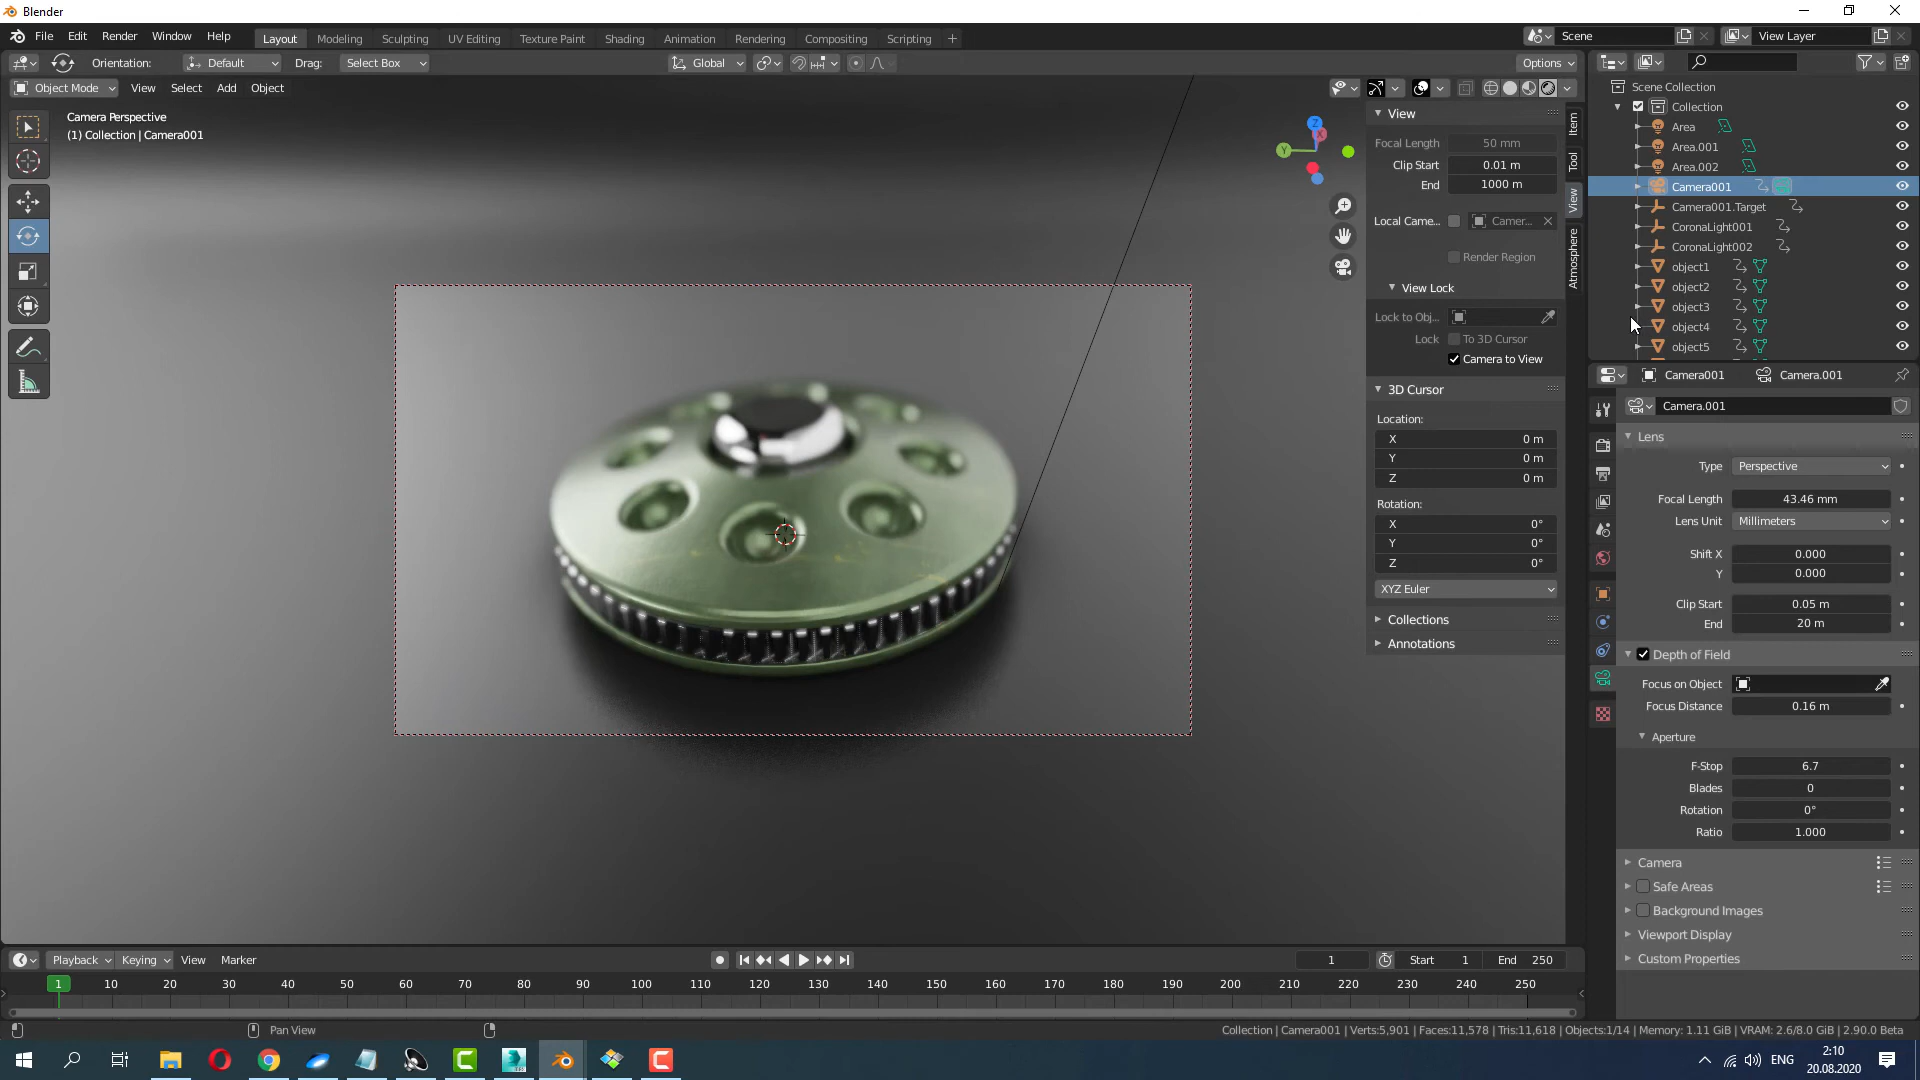 Blender
File Edit Render Window Help
Layout Modeling Sculpting UV Editing Texture Paint Shading Animation Rendering Compositing Scripting +
Scene
View Layer
Orientation: Default Drag: Select Box
Global
Options
Object Mode View Select Add Object
Camera Perspective
(1) Collection | Camera001
Z
X
Y
View
Focal Length 50 mm
Clip Start 0.01 m
End 1000 m
Local Came... Camer...
Render Region
View Lock
Lock to Obj...
Lock To 3D Cursor
Camera to View
3D Cursor
Location:
X 0 m
Y 0 m
Z 0 m
Rotation:
X 0°
Y 0°
Z 0°
XYZ Euler
Collections
Annotations
Item
Tool
View
Atmosphere
Scene Collection
Collection
Area
Area.001
Area.002
Camera001
Camera001.Target
CoronaLight001
CoronaLight002
object1
object2
object3
object4
object5
Camera001 Camera.001
Camera.001
Lens
Type Perspective
Focal Length 43.46 mm
Lens Unit Millimeters
Shift X 0.000
Y 0.000
Clip Start 0.05 m
End 20 m
Depth of Field
Focus on Object
Focus Distance 0.16 m
Aperture
F-Stop 6.7
Blades 0
Rotation 0°
Ratio 1.000
Camera
Safe Areas
Background Images
Viewport Display
Custom Properties
Playback Keying View Marker
1 Start 1 End 250
1 10 20 30 40 50 60 70 80 90 100 110 120 130 140 150 160 170 180 190 200 210 220 230 240 250
Pan View
Collection | Camera001 | Verts:5,901 | Faces:11,578 | Tris:11,618 | Objects:1/14 | Memory: 1.11 GiB | VRAM: 2.6/8.0 GiB | 2.90.0 Beta
ENG
2:10
20.08.2020